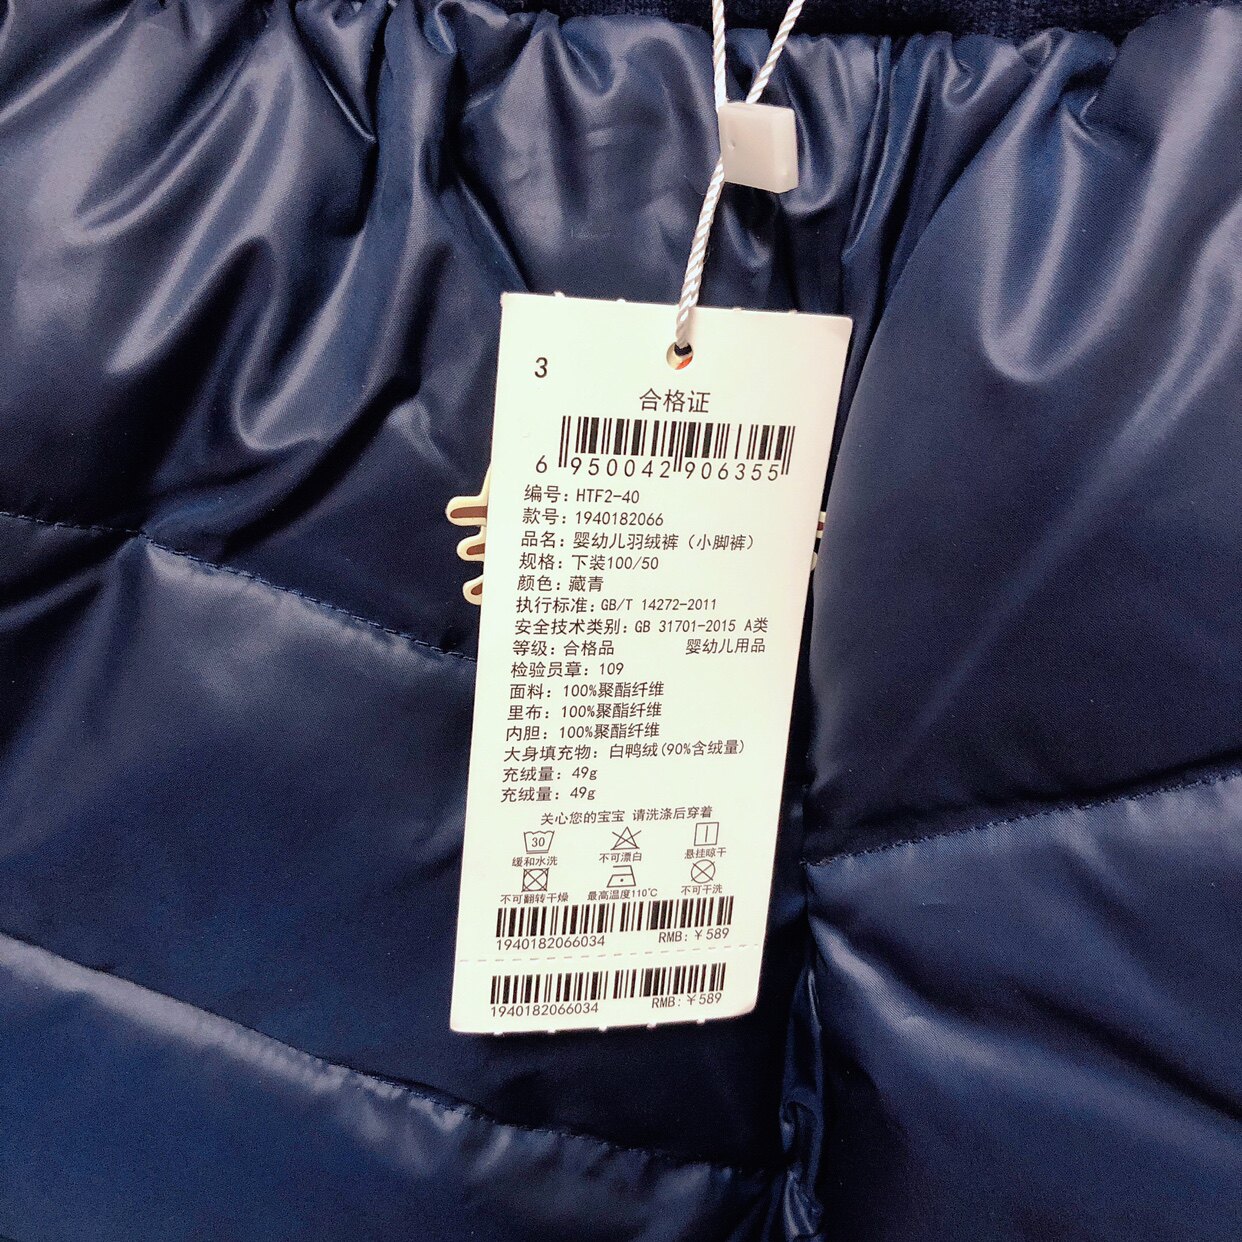 3
合格证
6 950042 906355
编号：HTF2-40
款号：1940182066
品名：婴幼儿羽绒裤（小脚裤）
规格：下装100/50
颜色：藏青
执行标准：GB/T 14272-2011
安全技术类别：GB 31701-2015 A类
等级：合格品 婴幼儿用品
检验员章：109
面料：100%聚酯纤维
里布：100%聚酯纤维
内胆：100%聚酯纤维
大身填充物：白鸭绒(90%含绒量)
充绒量：49g
充绒量：49g
关心您的宝宝 请洗涤后穿着
30
缓和水洗 不可漂白 悬挂晾干
不可翻转干燥 最高温度110℃ 不可干洗
1940182066034 RMB:￥589
1940182066034 RMB:￥589